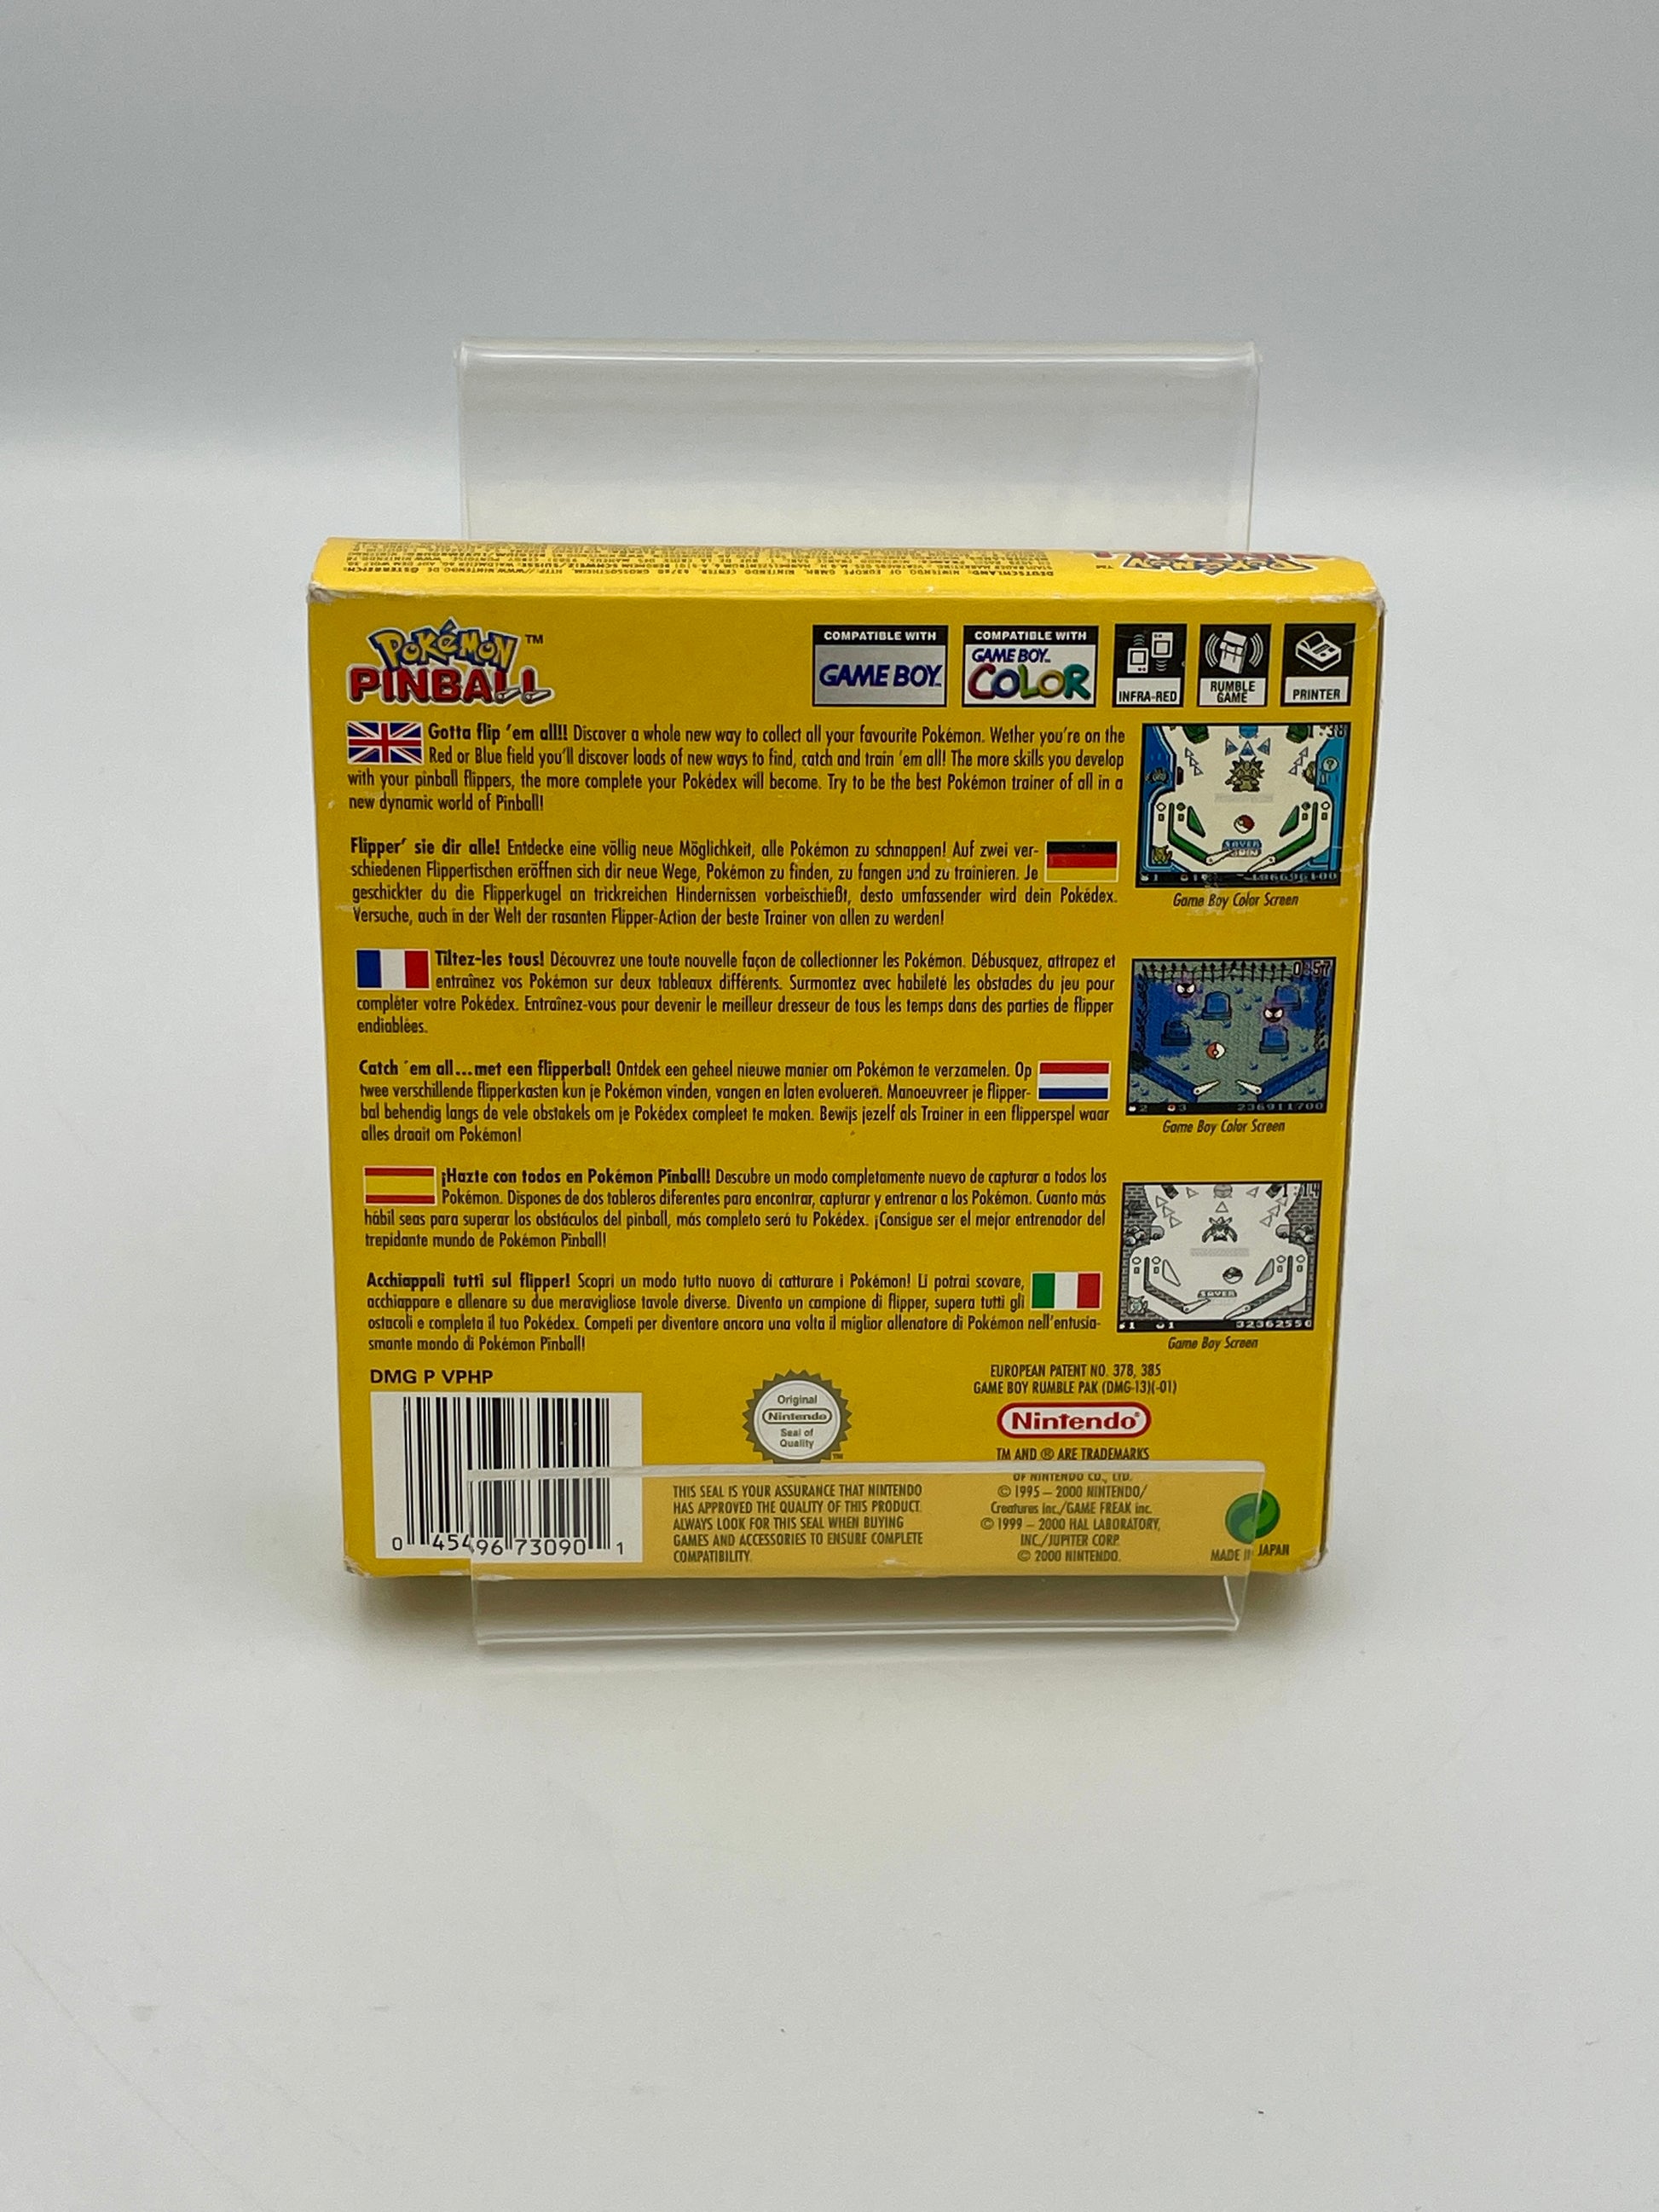 Pokémon™
PINBALL
COMPATIBLE WITH
GAME BOY™
COMPATIBLE WITH
GAME BOY™
COLOR
INFRA-RED
RUMBLE
GAME
PRINTER
Gotta flip 'em all!! Discover a whole new way to collect all your favourite Pokémon. Wether you're on the
Red or Blue field you'll discover loads of new ways to find, catch and train 'em all! The more skills you develop
with your pinball flippers, the more complete your Pokédex will become. Try to be the best Pokémon trainer of all in a
new dynamic world of Pinball!
Flipper' sie dir alle! Entdecke eine völlig neue Möglichkeit, alle Pokémon zu schnappen! Auf zwei ver-
schiedenen Flippertischen eröffnen sich dir neue Wege, Pokémon zu finden, zu fangen und zu trainieren. Je
geschickter du die Flipperkugel an trickreichen Hindernissen vorbeischießt, desto umfassender wird dein Pokédex.
Versuche, auch in der Welt der rasanten Flipper-Action der beste Trainer von allen zu werden!
Tiltez-les tous! Découvrez une toute nouvelle façon de collectionner les Pokémon. Débusquez, attrapez et
entraînez vos Pokémon sur deux tableaux différents. Surmontez avec habileté les obstacles du jeu pour
compléter votre Pokédex. Entraînez-vous pour devenir le meilleur dresseur de tous les temps dans des parties de flipper
endiablées.
Catch 'em all...met een flipperbal! Ontdek een geheel nieuwe manier om Pokémon te verzamelen. Op
twee verschillende flipperkasten kun je Pokémon vinden, vangen en laten evolueren. Manoeuvreer je flipper-
bal behendig langs de vele obstakels om je Pokédex compleet te maken. Bewijs jezelf als Trainer in een flipperspel waar
alles draait om Pokémon!
¡Hazte con todos en Pokémon Pinball! Descubre un modo completamente nuevo de capturar a todos los
Pokémon. Dispones de dos tableros diferentes para encontrar, capturar y entrenar a los Pokémon. Cuanto más
hábil seas para superar los obstáculos del pinball, más completo será tu Pokédex. ¡Consigue ser el mejor entrenador del
trepidante mundo de Pokémon Pinball!
Acchiappali tutti sul flipper! Scopri un modo tutto nuovo di catturare i Pokémon! Li potrai scovare,
acchiappare e allenare su due meravigliose tavole diverse. Diventa un campione di flipper, supera tutti gli
ostacoli e completa il tuo Pokédex. Competi per diventare ancora una volta il miglior allenatore di Pokémon nell'entusia-
smante mondo di Pokémon Pinball!
Game Boy Color Screen
0:57
236911700
Game Boy Color Screen
1:14
SAVER
Game Boy Screen
DMG P VPHP
0 45496 73090 1
Original
Nintendo
Seal of
Quality
™
THIS SEAL IS YOUR ASSURANCE THAT NINTENDO
HAS APPROVED THE QUALITY OF THIS PRODUCT.
ALWAYS LOOK FOR THIS SEAL WHEN BUYING
GAMES AND ACCESSORIES TO ENSURE COMPLETE
COMPATIBILITY.
EUROPEAN PATENT NO. 378, 385
GAME BOY RUMBLE PAK (DMG-13)(-01)
Nintendo®
TM AND ® ARE TRADEMARKS
OF NINTENDO CO., LTD.
© 1995 – 2000 NINTENDO/
Creatures inc./GAME FREAK inc.
© 1999 – 2000 HAL LABORATORY,
INC./JUPITER CORP.
© 2000 NINTENDO.
MADE IN JAPAN